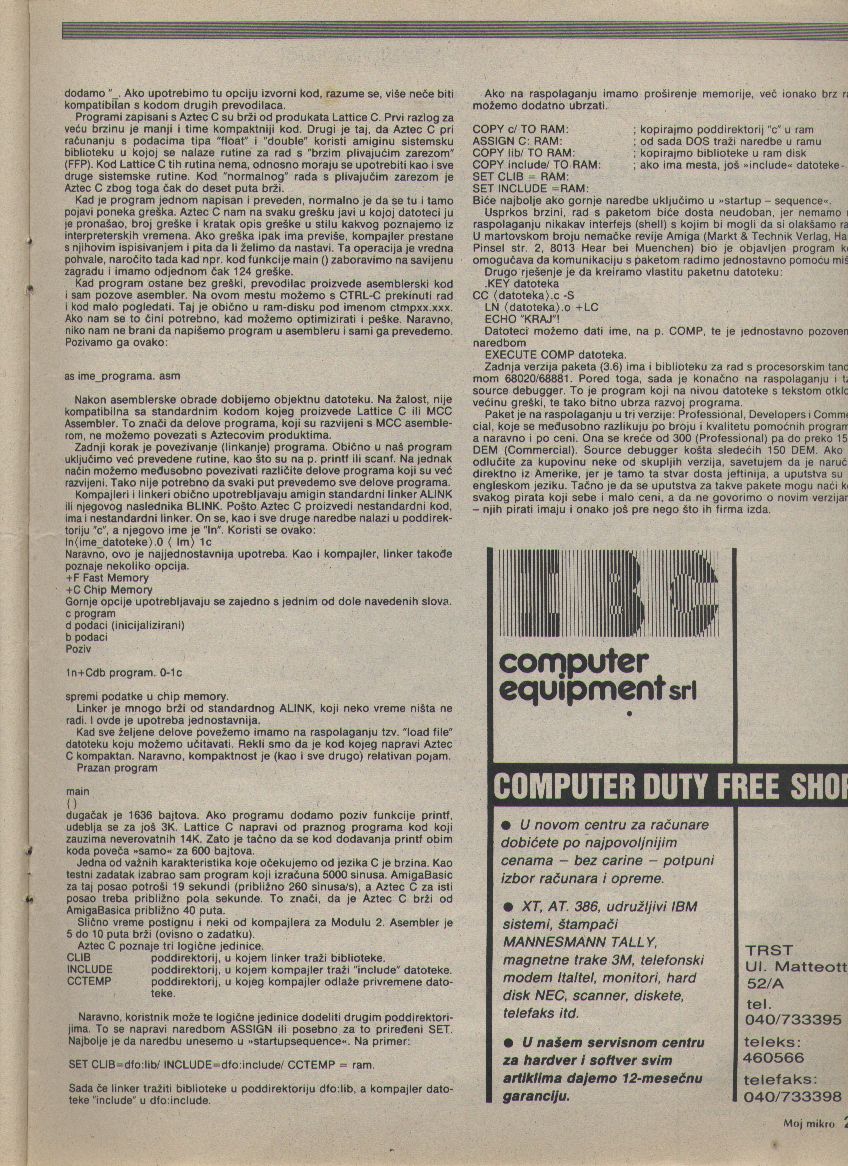 dodamo "_. Ako upotrebimo tu opciju izvorni kod, razume se, više neče biti
kompatibilan s kodom drugih prevodilaca.
Programi zapisani s Aztec C su brži od produkata Lattice C. Prvi razlog za
veću brzinu je manji i time kompaktniji kod. Drugi je taj, da Aztec C pri
računanju s podacima tipa "float" i "double" koristi amiginu sistemsku
biblioteku u kojoj se nalaze rutine za rad s "brzim plivajućim zarezom"
(FFP). Kod Lattice C tih rutina nema, odnosno moraju se upotrebiti kao i sve
druge sistemske rutine. Kod "normalnog" rada s plivajućim zarezom je
Aztec C zbog toga čak do deset puta brži.
Kad je program jednom napisan i preveden, normalno je da se tu i tamo
pojavi poneka greška. Aztec C nam na svaku grešku javi u kojoj datoteci ju
je pronašao, broj greške i kratak opis greške u stilu kakvog poznajemo iz
interpreterskih vremena. Ako greška ipak ima previše, kompajler prestane
s njihovim ispisivanjem i pita da li želimo da nastavi. Ta operacija je vredna
pohvale, naročito tada kad npr. kod funkcije main () zaboravimo na savijenu
zagradu i imamo odjednom čak 124 greške.
Kad program ostane bez greški, prevodilac proizvede asemblerski kod
i sam pozove asembler. Na ovom mestu možemo s CTRL-C prekinuti rad
i kod malo pogledati. Taj je obično u ram-disku pod imenom ctmpxx.xxx.
Ako nam se to čini potrebno, kad možemo optimizirati i peške. Naravno,
niko nam ne brani da napišemo program u asembleru i sami ga prevedemo.
Pozivamo ga ovako:
as ime_programa. asm
Nakon asemblerske obrade dobijemo objektnu datoteku. Na žalost, nije
kompatibilna sa standardnim kodom kojeg proizvede Lattice C ili MCC
Assembler. To znači da delove programa, koji su razvijeni s MCC asemble-
rom, ne možemo povezati s Aztecovim produktima.
Zadnji korak je povezivanje (linkanje) programa. Obično u naš program
uključimo već prevedene rutine, kao što su na p. printf ili scanf. Na jednak
način možemo međusobno povezivati različite delove programa koji su već
razvijeni. Tako nije potrebno da svaki put prevedemo sve delove programa.
Kompajleri i linkeri obično upotrebljavaju amigin standardni linker ALINK
ili njegovog naslednika BLINK. Pošto Aztec C proizvedi nestandardni kod,
ima i nestandardni linker. On se, kao i sve druge naredbe nalazi u poddirek-
toriju "c", a njegovo ime je "ln". Koristi se ovako:
ln⟨ime_datoteke⟩.0 ⟨ lm⟩ 1c
Naravno, ovo je najjednostavnija upotreba. Kao i kompajler, linker takođe
poznaje nekoliko opcija.
+F Fast Memory
+C Chip Memory
Gornje opcije upotrebljavaju se zajedno s jednim od dole navedenih slova.
c program
d podaci (inicijalizirani)
b podaci
Poziv
1n+Cdb program. 0-1c
spremi podatke u chip memory.
Linker je mnogo brži od standardnog ALINK, koji neko vreme ništa ne
radi. I ovde je upotreba jednostavnija.
Kad sve željene delove povežemo imamo na raspolaganju tzv. "load file"
datoteku koju možemo učitavati. Rekli smo da je kod kojeg napravi Aztec
C kompaktan. Naravno, kompaktnost je (kao i sve drugo) relativan pojam.
Prazan program
main
()
dugačak je 1636 bajtova. Ako programu dodamo poziv funkcije printf,
udeblja se za još 3K. Lattice C napravi od praznog programa kod koji
zauzima neverovatnih 14K. Zato je tačno da se kod dodavanja printf obim
koda poveča »samo« za 600 bajtova.
Jedna od važnih karakteristika koje očekujemo od jezika C je brzina. Kao
testni zadatak izabrao sam program koji izračuna 5000 sinusa. AmigaBasic
za taj posao potroši 19 sekundi (približno 260 sinusa/s), a Aztec C za isti
posao treba približno pola sekunde. To znači, da je Aztec C brži od
AmigaBasica približno 40 puta.
Slično vreme postignu i neki od kompajlera za Modulu 2. Asembler je
5 do 10 puta brži (ovisno o zadatku).
Aztec C poznaje tri logične jedinice.
CLIB poddirektorij, u kojem linker traži biblioteke.
INCLUDE poddirektorij, u kojem kompajler traži "include" datoteke.
CCTEMP poddirektorij, u kojeg kompajler odlaže privremene dato-
teke.
Naravno, koristnik može te logične jedinice dodeliti drugim poddirektori-
jima. To se napravi naredbom ASSIGN ili posebno za to priređeni SET.
Najbolje je da naredbu unesemo u »startupsequence«. Na primer:
SET CLIB=dfo:lib/ INCLUDE=dfo:include/ CCTEMP = ram.
Sada če linker tražiti biblioteke u poddirektoriju dfo:lib, a kompajler dato-
teke "include" u dfo:include.
Ako na raspolaganju imamo proširenje memorije, već ionako brz
možemo dodatno ubrzati.
COPY c/ TO RAM: ; kopirajmo poddirektorij "c" u ram
ASSIGN C: RAM: ; od sada DOS traži naredbe u ramu
COPY lib/ TO RAM: ; kopirajmo biblioteke u ram disk
COPY include/ TO RAM: ; ako ima mesta, još »include« datoteke-
SET CLIB = RAM:
SET INCLUDE =RAM:
Biće najbolje ako gornje naredbe uključimo u »startup – sequence«.
Usprkos brzini, rad s paketom biće dosta neudoban, jer nemamo
raspolaganju nikakav interfejs (shell) s kojim bi mogli da si olakšamo
U martovskom broju nemačke revije Amiga (Markt & Technik Verlag,
Pinsel str. 2, 8013 Hear bei Muenchen) bio je objavljen program
omogućava da komunikaciju s paketom radimo jednostavno pomoću
Drugo rješenje je da kreiramo vlastitu paketnu datoteku:
.KEY datoteka
CC ⟨datoteka⟩.c -S
LN ⟨datoteka⟩.o +LC
ECHO "KRAJ"!
Datoteci možemo dati ime, na p. COMP, te je jednostavno
naredbom
EXECUTE COMP datoteka.
Zadnja verzija paketa (3.6) ima i biblioteku za rad s procesorskim
mom 68020/68881. Pored toga, sada je konačno na raspolaganju i
source debugger. To je program koji na nivou datoteke s tekstom
većinu greški, te tako bitno ubrza razvoj programa.
Paket je na raspolaganju u tri verzije: Professional, Developers i
cial, koje se međusobno razlikuju po broju i kvalitetu pomoćnih
a naravno i po ceni. Ona se kreće od 300 (Professional) pa do preko
DEM (Commercial). Source debugger košta sledećih 150 DEM. Ako
odlučite za kupovinu neke od skupljih verzija, savetujem da je
direktno iz Amerike, jer je tamo ta stvar dosta jeftinija, a uputstva su
engleskom jeziku. Tačno je da se uputstva za takve pakete mogu naći
svakog pirata koji sebe i malo ceni, a da ne govorimo o novim
– njih pirati imaju i onako još pre nego što ih firma izda.
IBC
computer
equipment srl
COMPUTER DUTY FREE SHOP
● U novom centru za računare
dobićete po najpovoljnijim
cenama – bez carine – potpuni
izbor računara i opreme.
● XT, AT. 386, udružljivi IBM
sistemi, štampači
MANNESMANN TALLY,
magnetne trake 3M, telefonski
modem Italtel, monitori, hard
disk NEC, scanner, diskete,
telefaks itd.
● U našem servisnom centru
za hardver i softver svim
artiklima dajemo 12-mesečnu
garanciju.
TRST
Ul. Matteott
52/A
tel.
040/733395
teleks:
460566
telefaks:
040/733398
Moj mikro